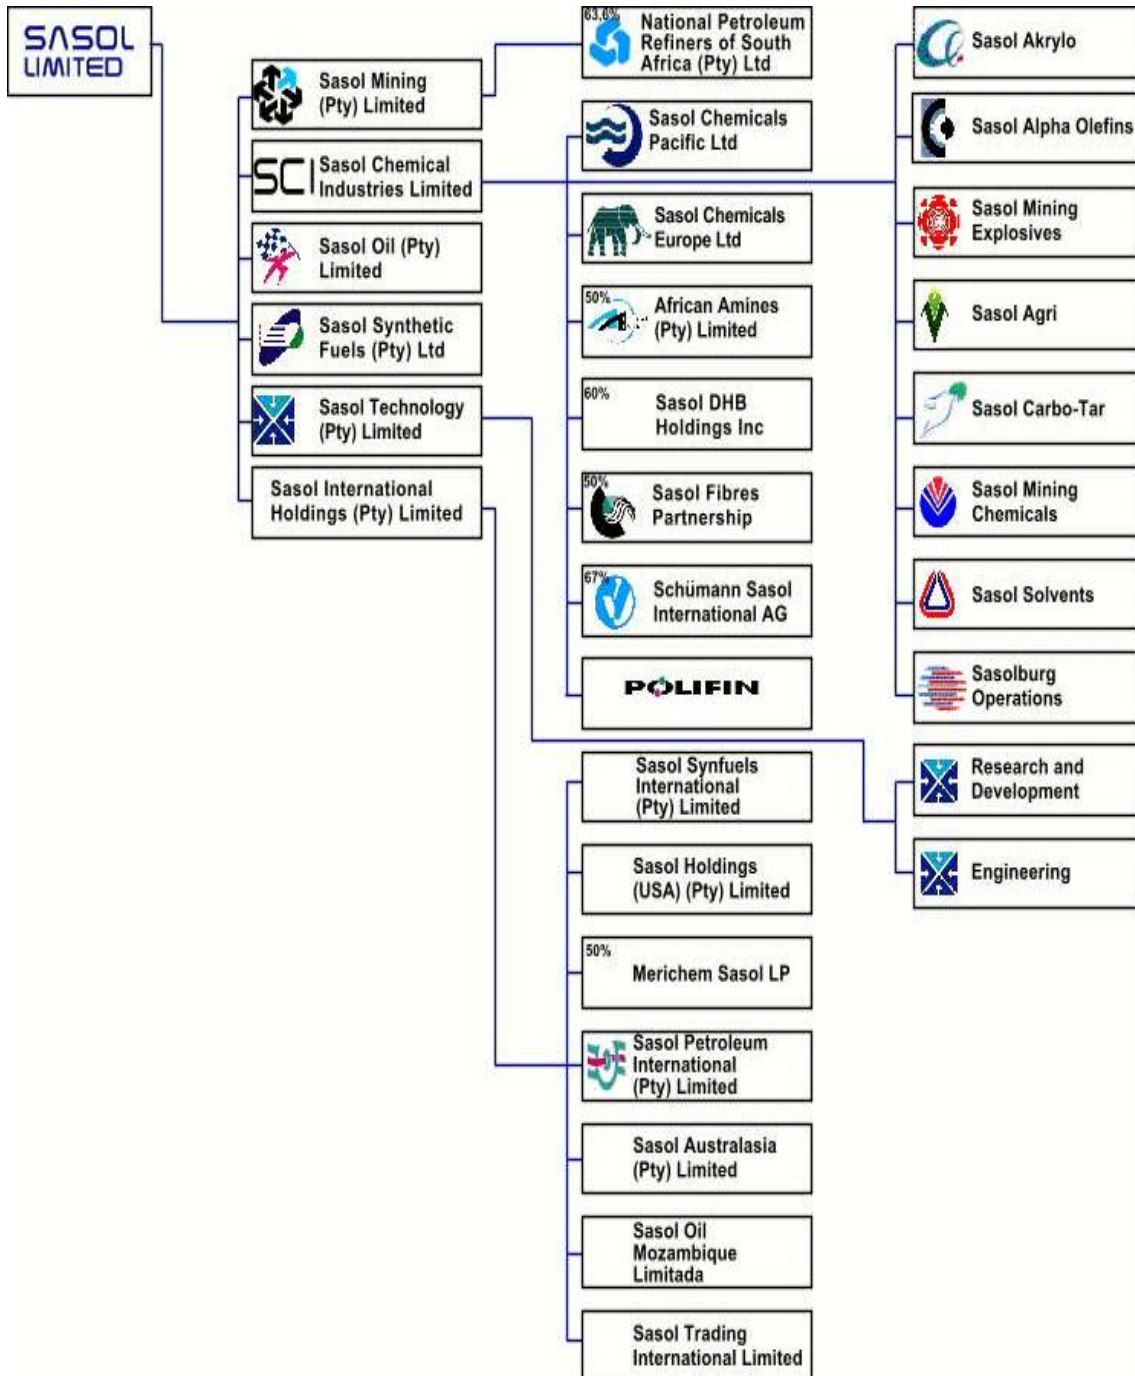 SASOL
LIMITED
Sasol Mining
(Pty) Limited
SCI
Sasol Chemical
Industries Limited
Sasol Oil (Pty)
Limited
Sasol Synthetic
Fuels (Pty) Ltd
Sasol Technology
(Pty) Limited
Sasol International
Holdings (Pty) Limited
63,6%
National Petroleum
Refiners of South
Africa (Pty) Ltd
Sasol Chemicals
Pacific Ltd
Sasol Chemicals
Europe Ltd
50%
African Amines
(Pty) Limited
60%
Sasol DHB
Holdings Inc
50%
Sasol Fibres
Partnership
67%
Schümann Sasol
International AG
POLIFIN
Sasol Synfuels
International
(Pty) Limited
Sasol Holdings
(USA) (Pty) Limited
50%
Merichem Sasol LP
Sasol Petroleum
International
(Pty) Limited
Sasol Australasia
(Pty) Limited
Sasol Oil
Mozambique
Limitada
Sasol Trading
International Limited
Sasol Akrylo
Sasol Alpha Olefins
Sasol Mining
Explosives
Sasol Agri
Sasol Carbo-Tar
Sasol Mining
Chemicals
Sasol Solvents
Sasolburg
Operations
Research and
Development
Engineering